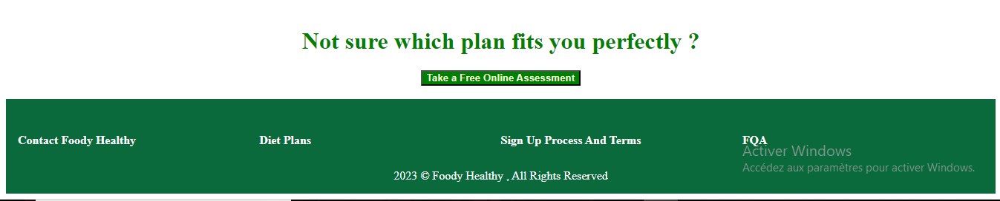 Not sure which plan fits you perfectly ?
Take a Free Online Assessment
Contact Foody Healthy Diet Plans Sign Up Process And Terms FQA
Activer Windows
Accédez aux paramètres pour activer Windows.
2023 © Foody Healthy , All Rights Reserved